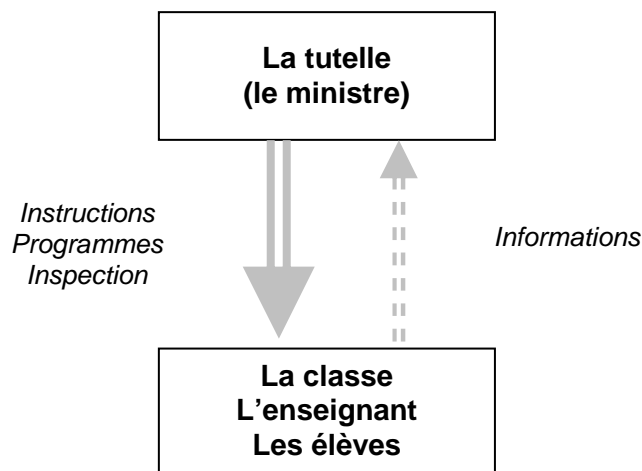 La tutelle
(le ministre)
Instructions
Programmes
Inspection
Informations
La classe
L’enseignant
Les élèves